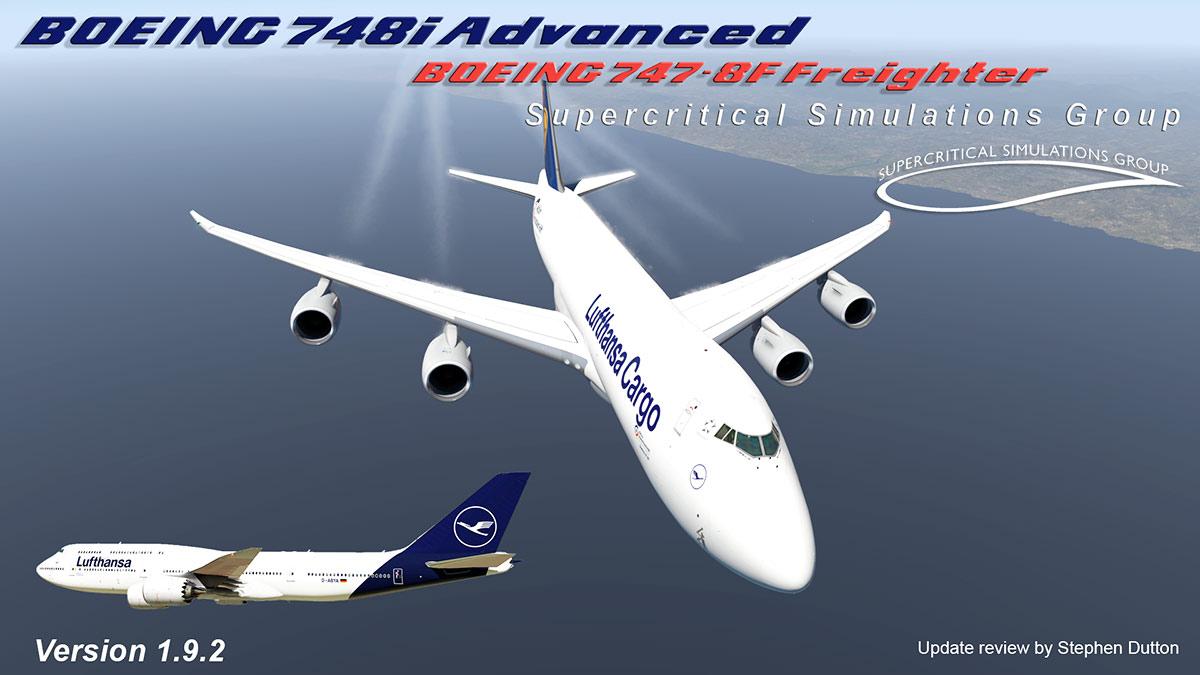 BOEING 748i Advanced
BOEING 747-8F Freighter
Supercritical Simulations Group
SUPERCRITICAL SIMULATIONS GROUP
Lufthansa Cargo
Lufthansa
D-ABYA
Version 1.9.2
Update review by Stephen Dutton